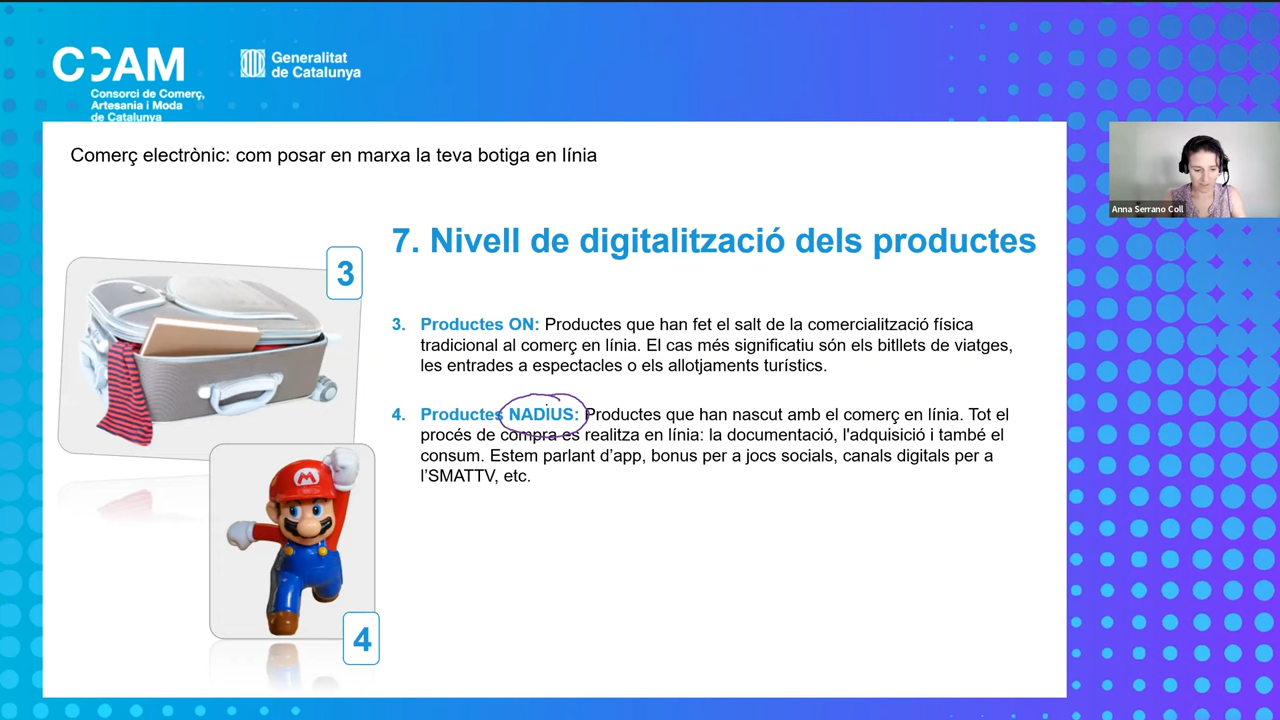 CCAM
Consorci de Comerç,
Artesania i Moda
de Catalunya
Generalitat
de Catalunya
Comerç electrònic: com posar en marxa la teva botiga en línia
Anna Serrano Coll
7. Nivell de digitalització dels productes
3
3. Productes ON: Productes que han fet el salt de la comercialització física
tradicional al comerç en línia. El cas més significatiu són els bitllets de viatges,
les entrades a espectacles o els allotjaments turístics.
4. Productes NADIUS: Productes que han nascut amb el comerç en línia. Tot el
procés de compra es realitza en línia: la documentació, l'adquisició i també el
consum. Estem parlant d’app, bonus per a jocs socials, canals digitals per a
l’SMATTV, etc.
M
4